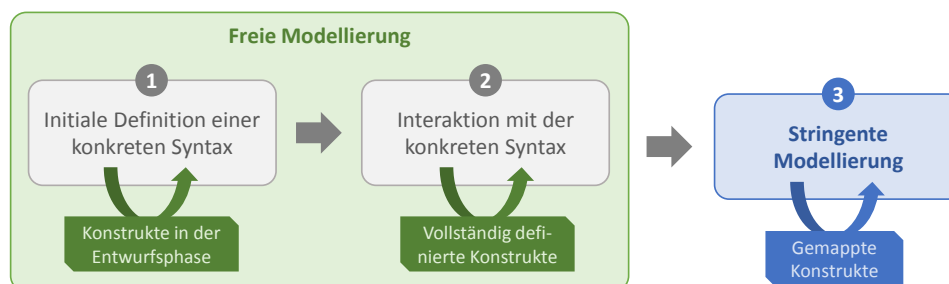 Freie Modellierung
1
Initiale Definition einer
konkreten Syntax
Konstrukte in der
Entwurfsphase
2
Interaktion mit der
konkreten Syntax
Vollständig defi-
nierte Konstrukte
3
Stringente
Modellierung
Gemappte
Konstrukte